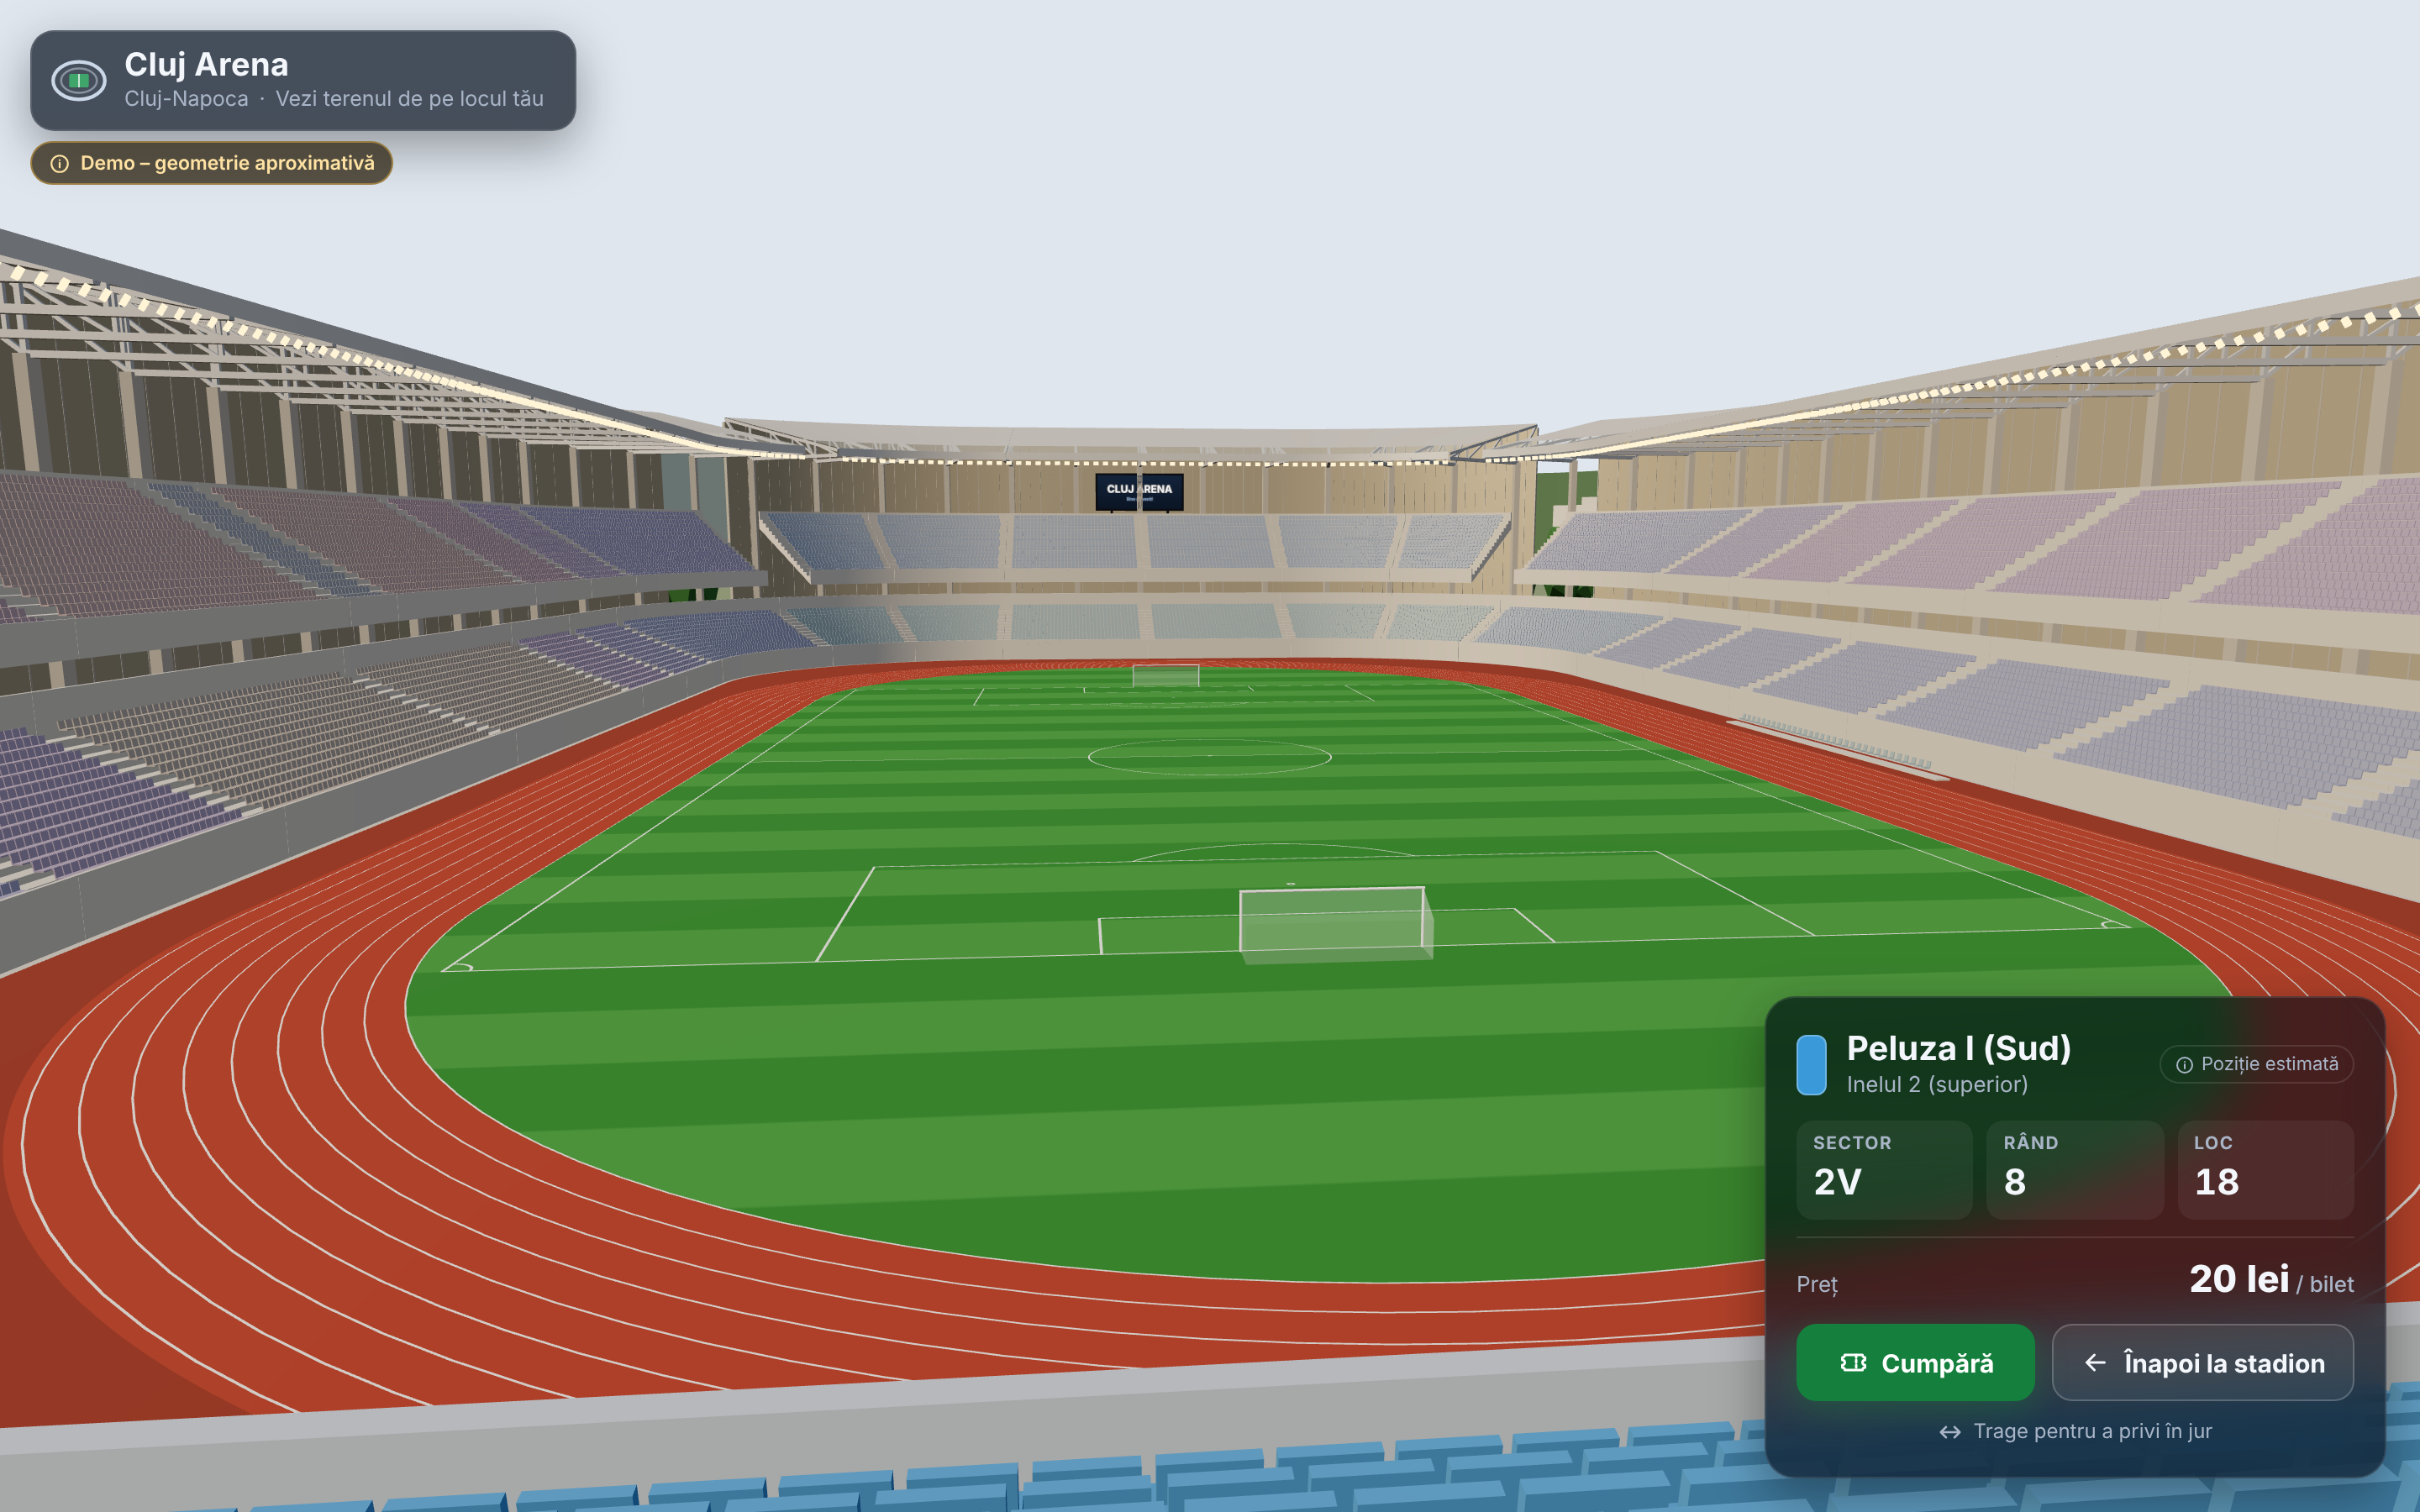 Cluj Arena
Cluj-Napoca · Vezi terenul de pe locul tău
Demo – geometrie aproximativă
CLUJ ARENA
Peluza I (Sud)
Poziție estimată
Inelul 2 (superior)
SECTOR
RÂND
LOC
2V
8
18
Preț
20 lei / bilet
Cumpără
Înapoi la stadion
Trage pentru a privi în jur